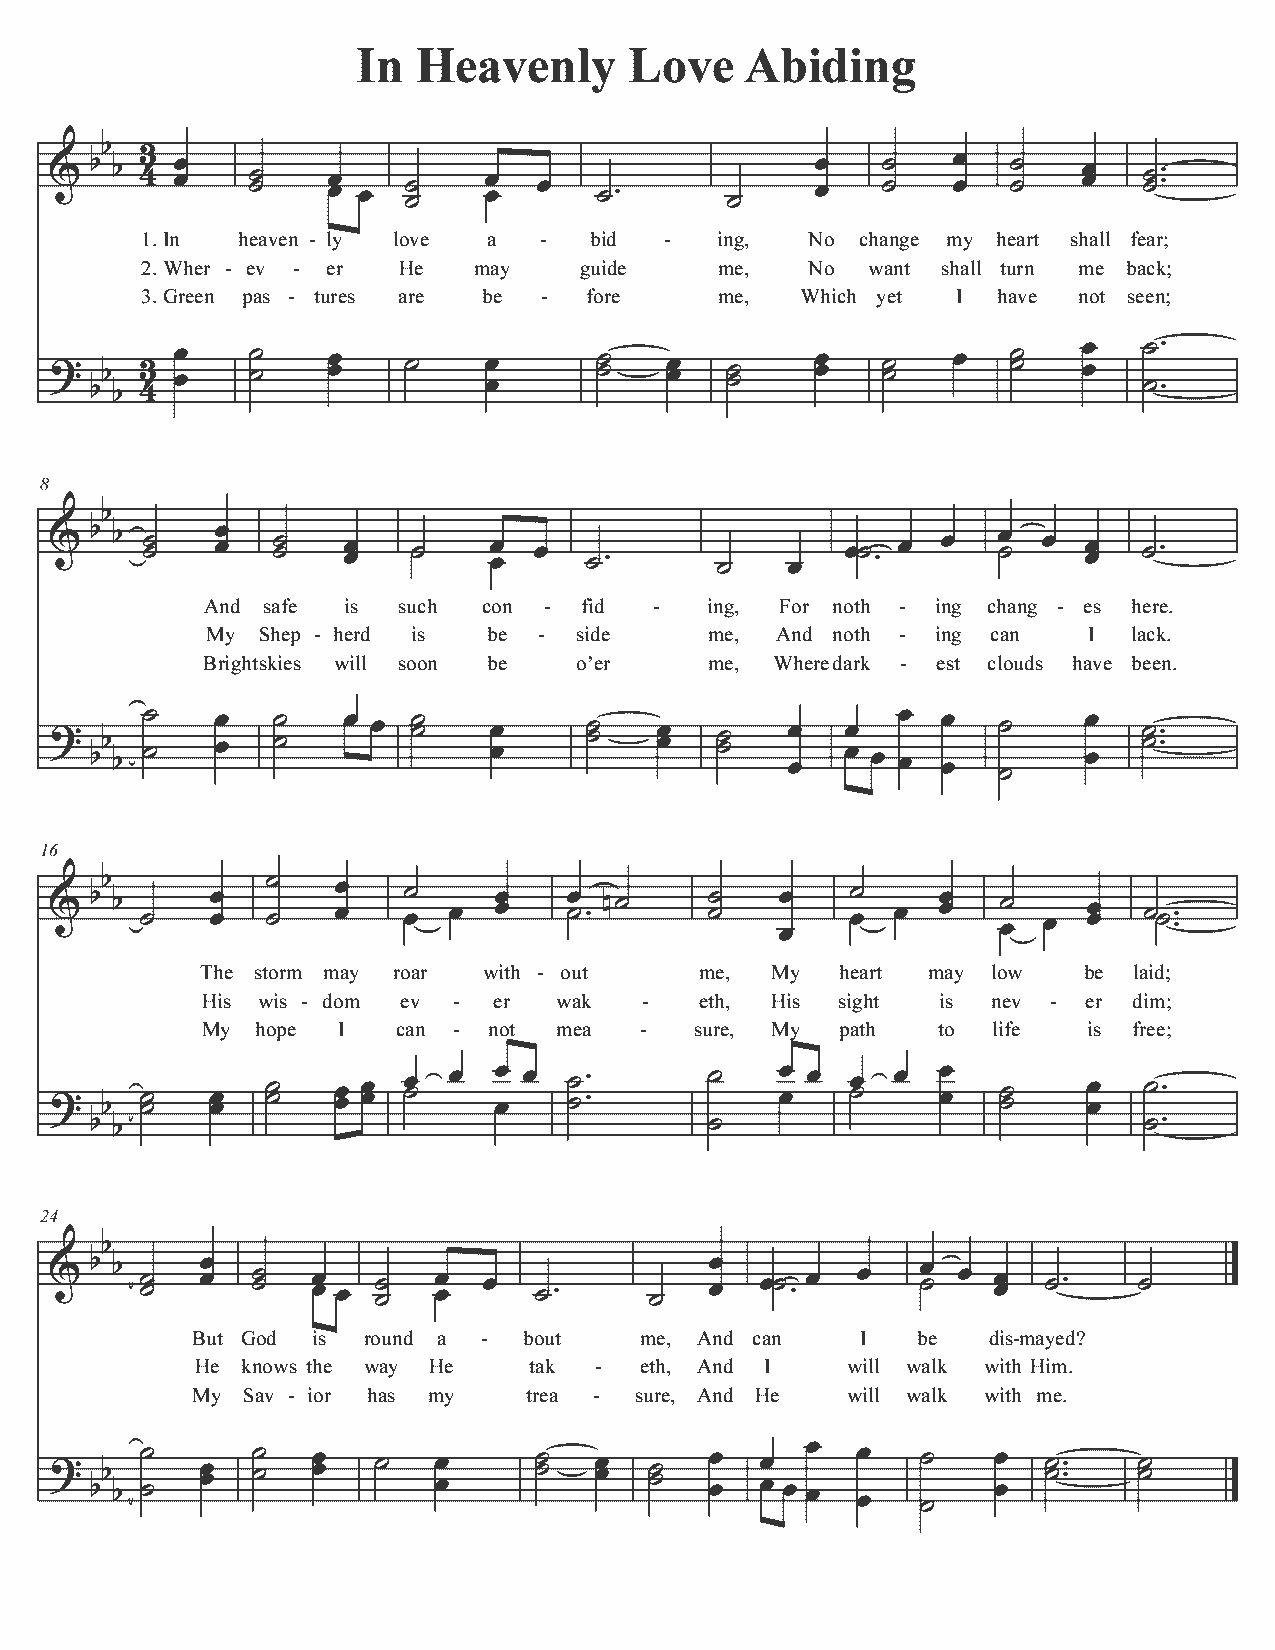 In Heavenly Love Abiding
3 4
1. In heaven - ly love a - bid - ing, No change my heart shall fear;
2. Wher - ev - er He may guide me, No want shall turn me back;
3. Green pas - tures are be - fore me, Which yet I have not seen;
3 4
8
And safe is such con - fid - ing, For noth - ing chang - es here.
My Shep - herd is be - side me, And noth - ing can I lack.
Brightskies will soon be o’er me, Where dark - est clouds have been.
16
The storm may roar with - out me, My heart may low be laid;
His wis - dom ev - er wak - eth, His sight is nev - er dim;
My hope I can - not mea - sure, My path to life is free;
24
But God is round a - bout me, And can I be dis-mayed?
He knows the way He tak - eth, And I will walk with Him.
My Sav - ior has my trea - sure, And He will walk with me.